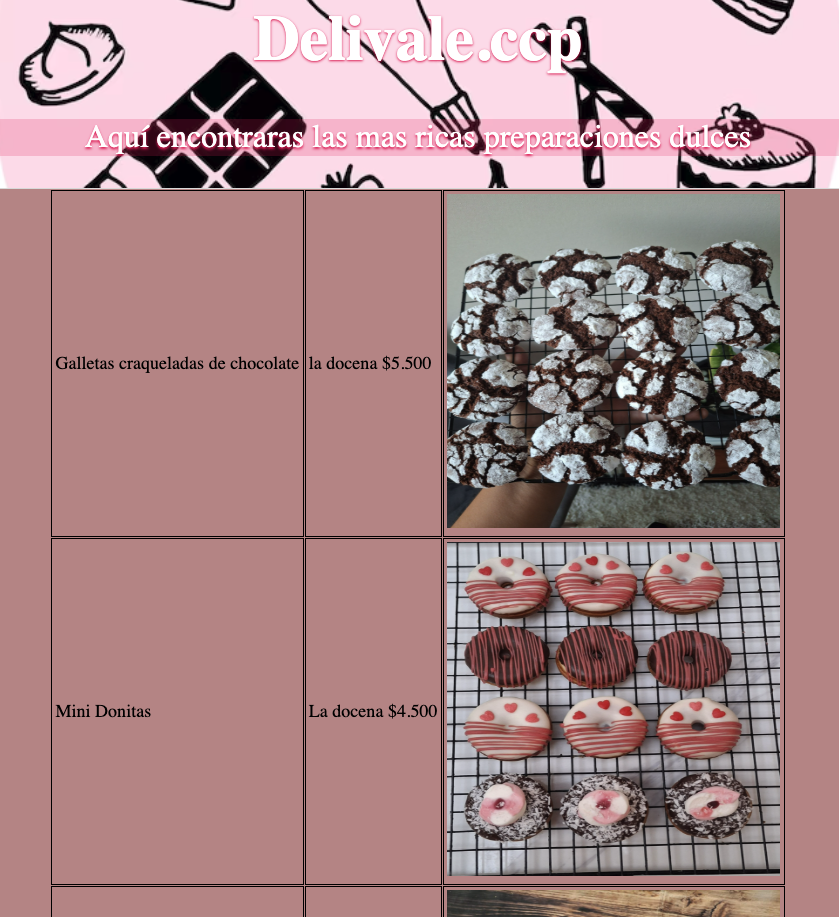 Delivale.ccp
Aquí encontraras las mas ricas preparaciones dulces
Galletas craqueladas de chocolate
la docena $5.500
Mini Donitas
La docena $4.500